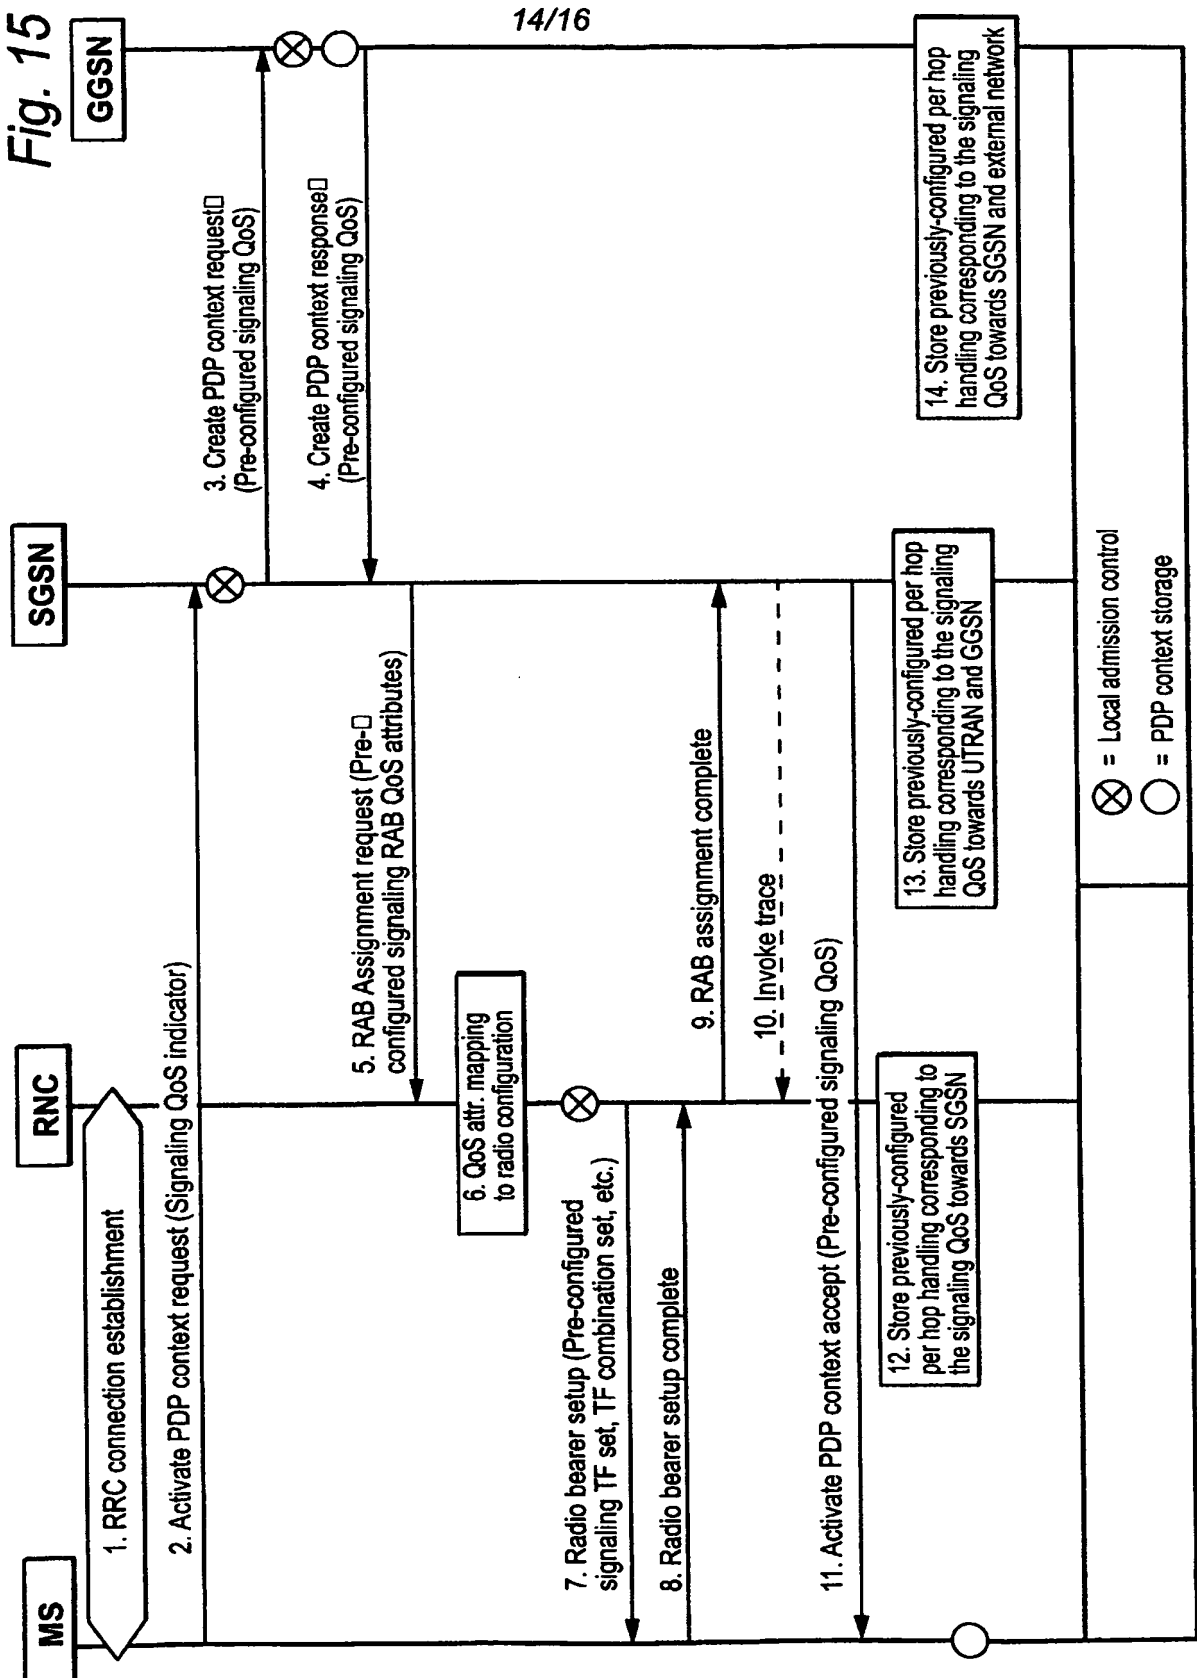 14/16
Fig. 15
MS
RNC
SGSN
GGSN
1. RRC connection establishment
2. Activate PDP context request (Signaling QoS indicator)
3. Create PDP context request□
(Pre-configured signaling QoS)
4. Create PDP context response□
(Pre-configured signaling QoS)
5. RAB Assignment request (Pre-□
configured signaling RAB QoS attributes)
6. QoS attr. mapping
to radio configuration
7. Radio bearer setup (Pre-configured
signaling TF set, TF combination set, etc.)
8. Radio bearer setup complete
9. RAB assignment complete
10. Invoke trace
11. Activate PDP context accept (Pre-configured signaling QoS)
12. Store previously-configured
per hop handling corresponding to
the signaling QoS towards SGSN
13. Store previously-configured per hop
handling corresponding to the signaling
QoS towards UTRAN and GGSN
14. Store previously-configured per hop
handling corresponding to the signaling
QoS towards SGSN and external network
= Local admission control
= PDP context storage